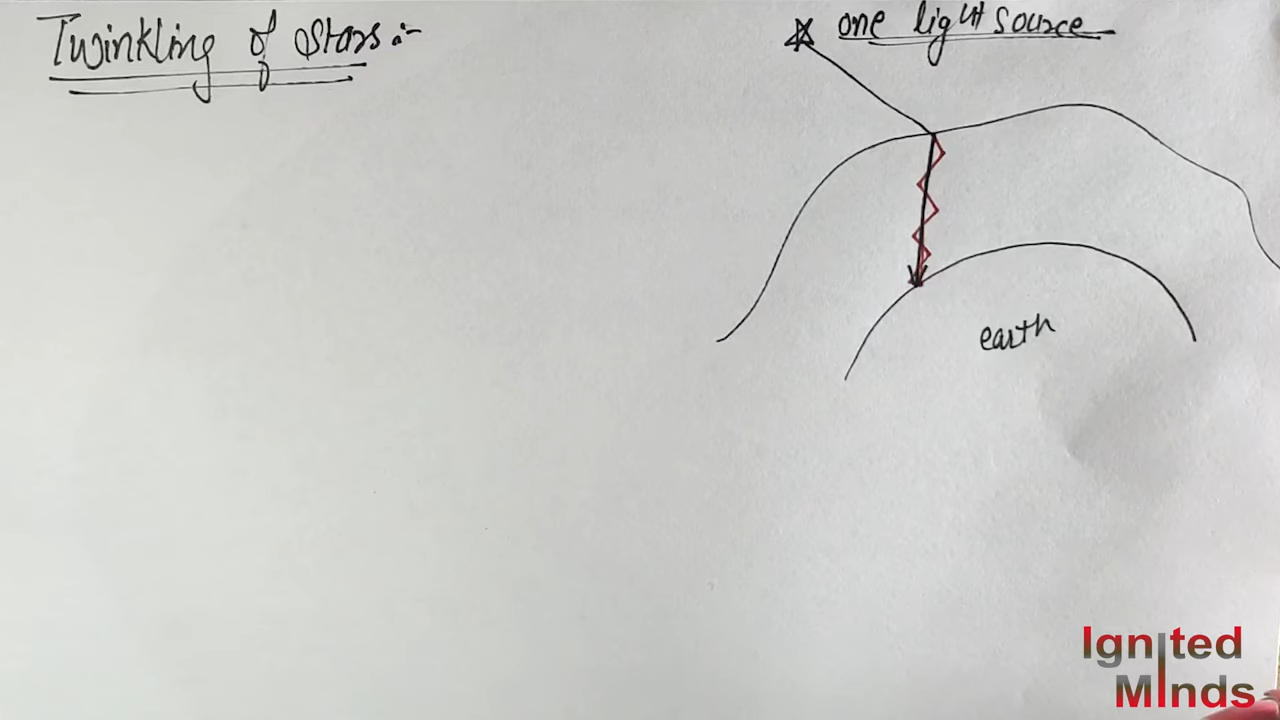 Twinkling of Stars :-
one light source
earth
Ignited
Minds